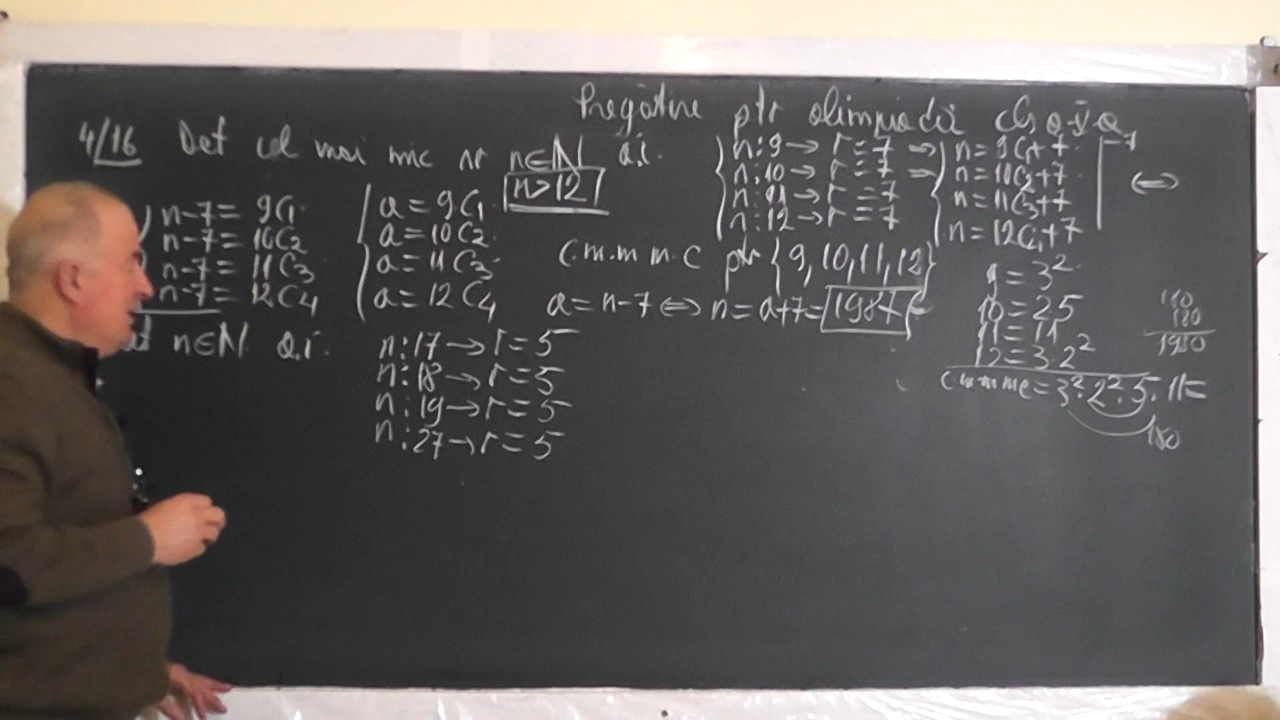 Pregătire ptr olimpiadă cls a-V-a
4/16 Det cel mai mic nr n∈ℕ a.î.
n>12
n:9→r=7 ⇒
n:10→r=7 ⇒
n:11→r=7
n:12→r=7
n=9C1+7
n=10C2+7
n=11C3+7
n=12C4+7
|-7 ⇔
n-7=9C1
n-7=10C2
n-7=11C3
n-7=12C4
a=9C1
a=10C2
a=11C3
a=12C4
C.m.m.m.c ptr {9,10,11,12}
a=n-7 ⇔ n=a+7=1987
9=3²
10=2.5
11=11
12=3.2²
Cmmmc=3².2².5.11=
180
180
180
1980
n∈ℕ a.î.
n:17→r=5
n:18→r=5
n:19→r=5
n:27→r=5